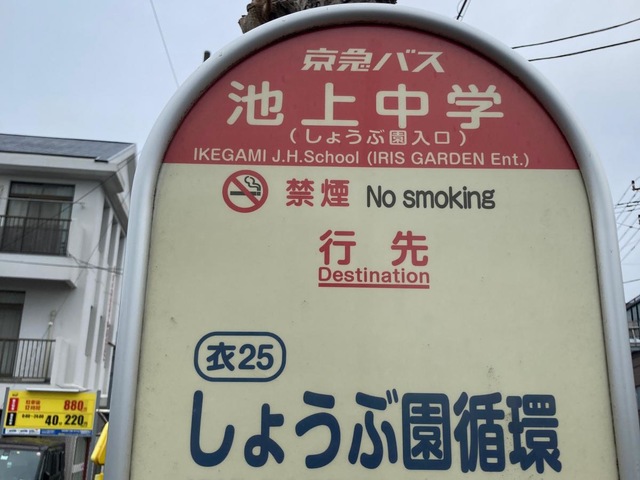 京急バス
池上中学
(しょうぶ園入口)
IKEGAMI J.H.School (IRIS GARDEN Ent.)
禁煙 No smoking
行先
Destination
衣25
しょうぶ園循環
880
40 220